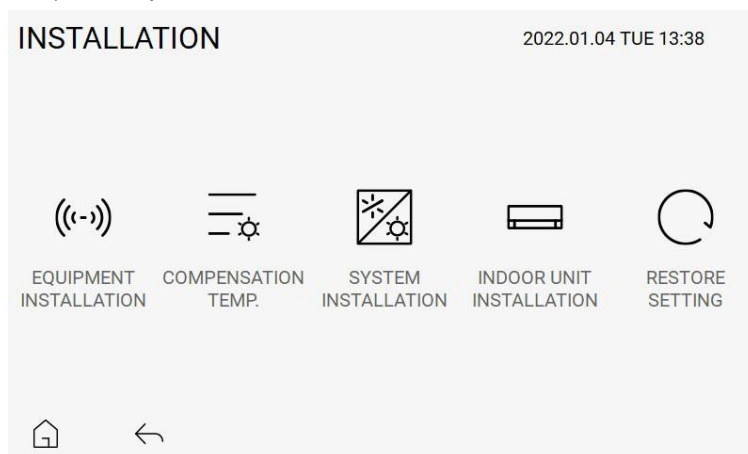 INSTALLATION
2022.01.04 TUE 13:38
EQUIPMENT
INSTALLATION
COMPENSATION
TEMP.
SYSTEM
INSTALLATION
INDOOR UNIT
INSTALLATION
RESTORE
SETTING